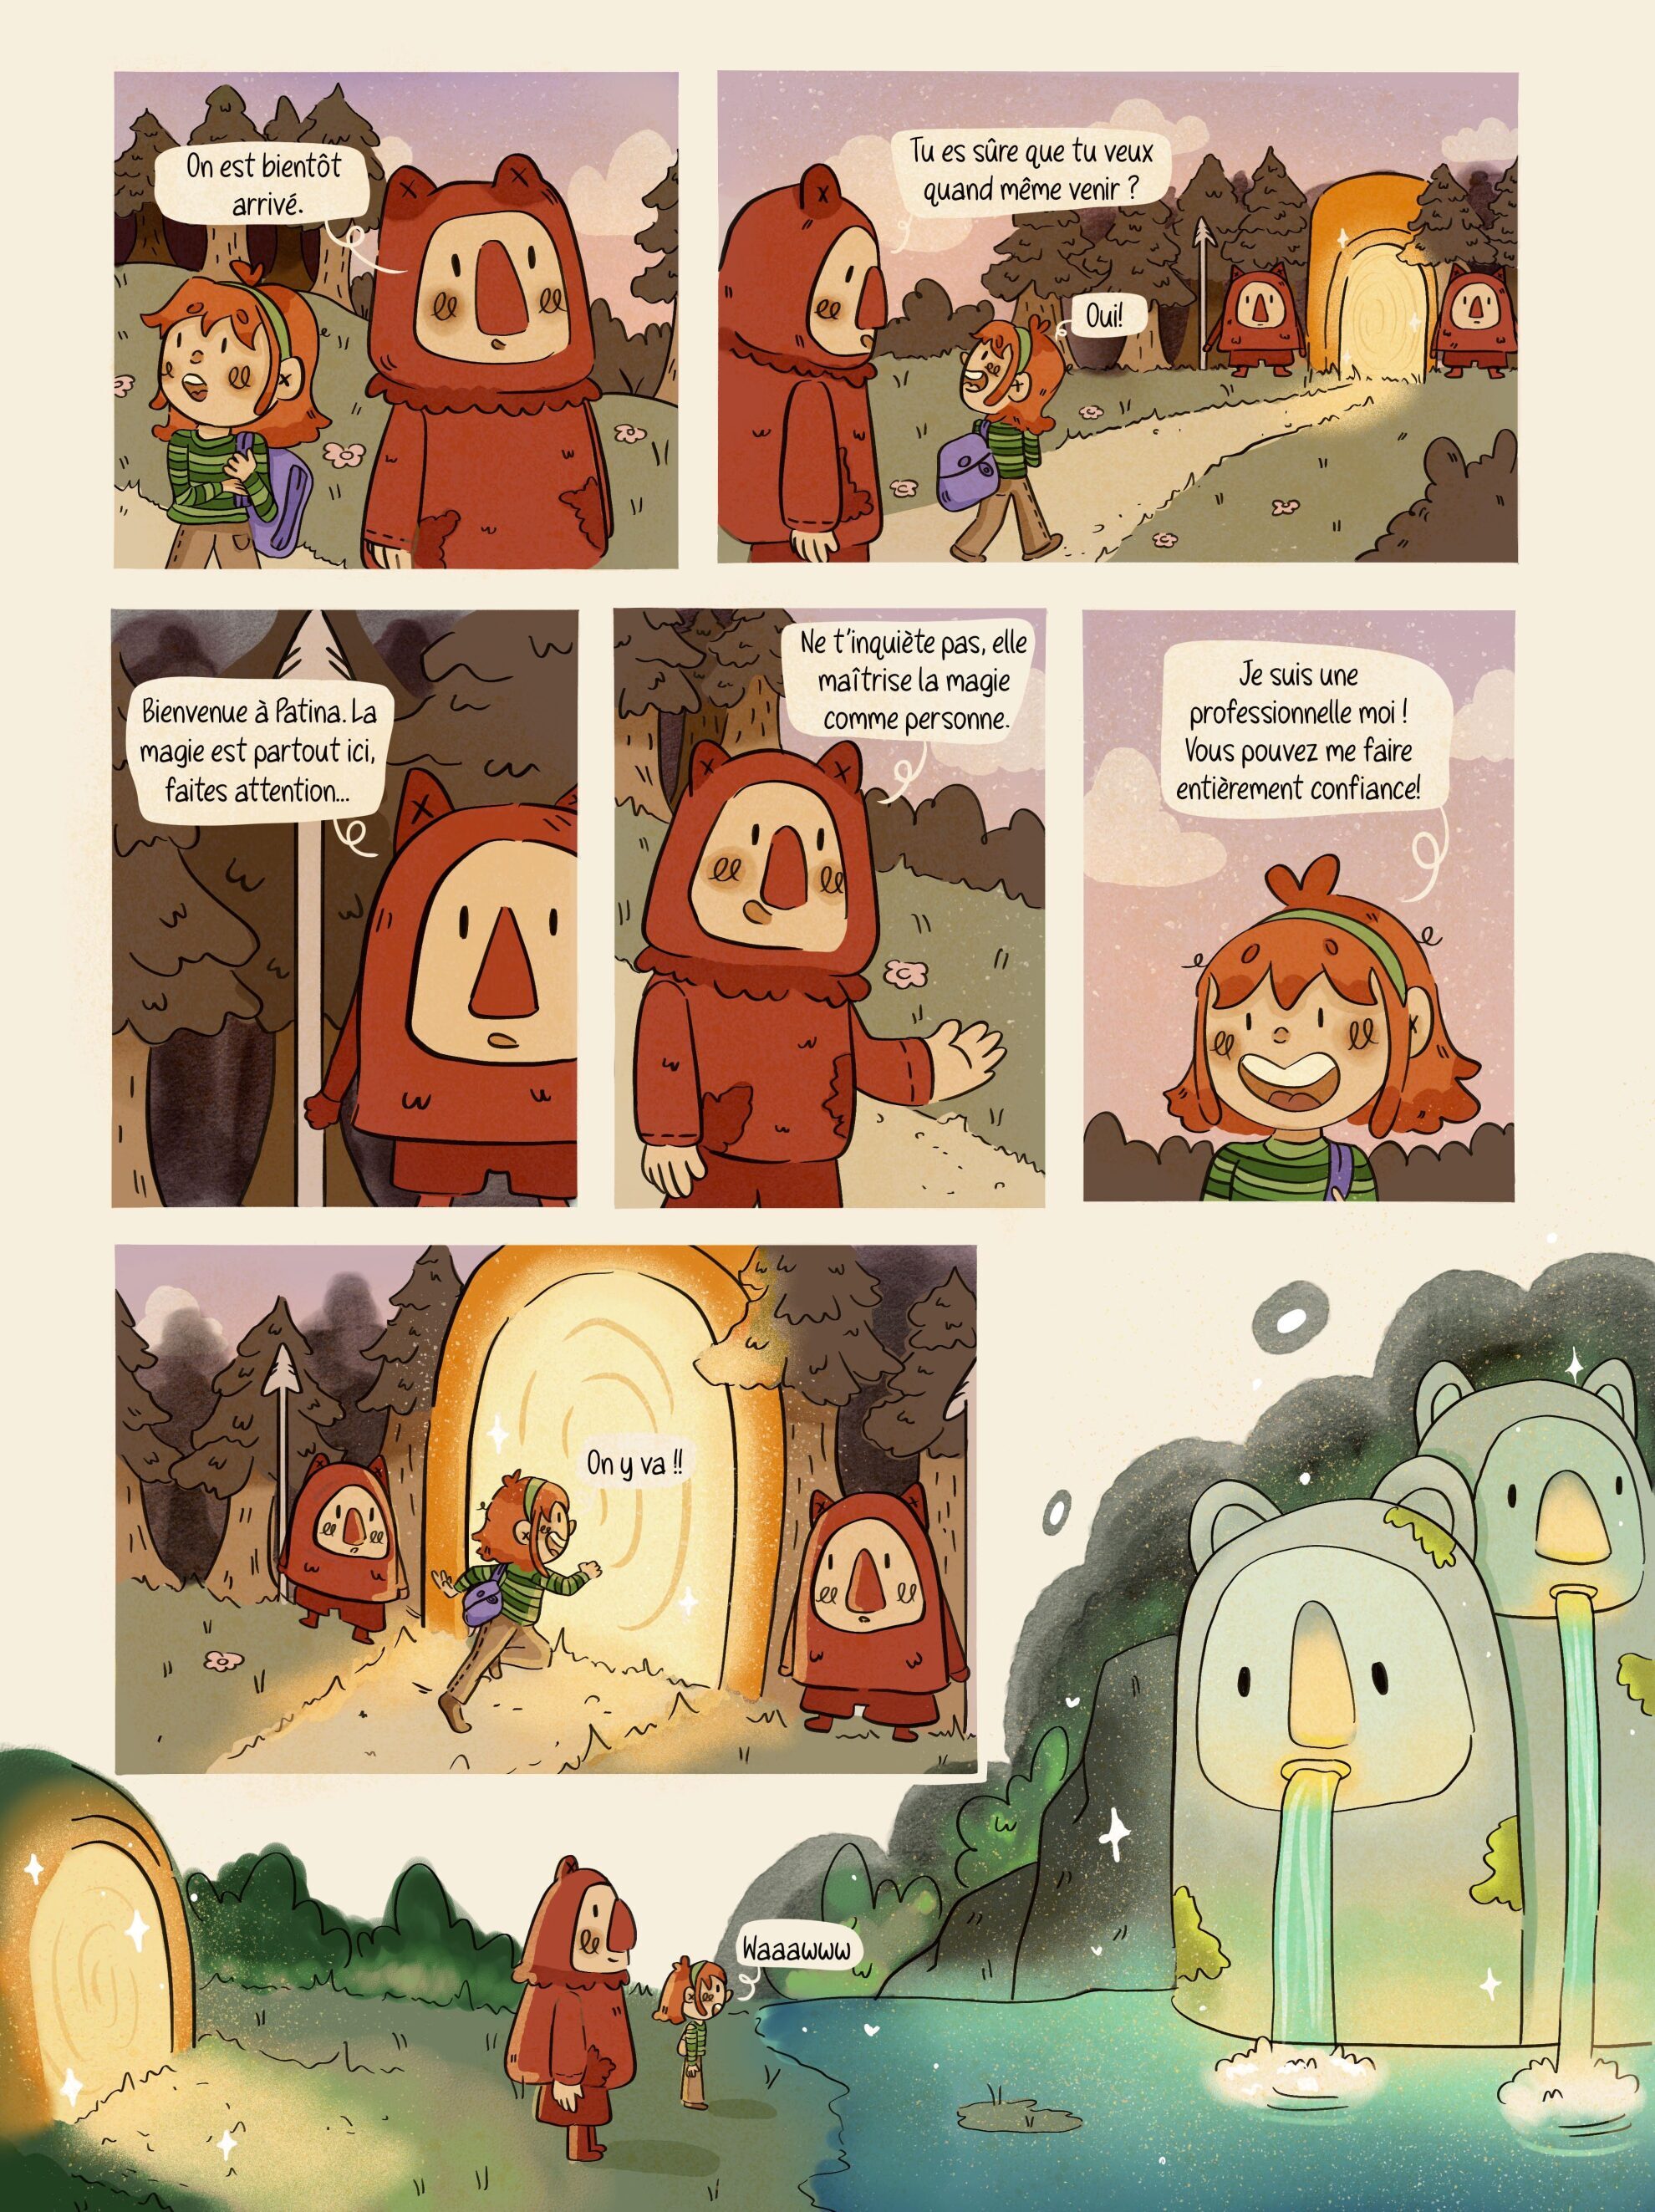 On est bientôt
arrivé.
Tu es sûre que tu veux
quand même venir ?
Oui!
Bienvenue à Patina. La
magie est partout ici,
faites attention...
Ne t'inquiète pas, elle
maîtrise la magie
comme personne.
Je suis une
professionnelle moi !
Vous pouvez me faire
entièrement confiance!
On y va !!
Waaawww